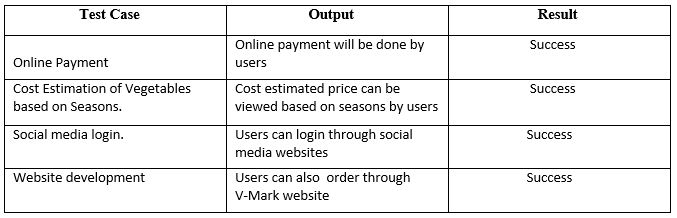 Test Case Output Result
Online Payment Online payment will be done by Success
users
Cost Estimation of Vegetables Cost estimated price can be Success
based on Seasons. viewed based on seasons by users
Social media login. Users can login through social Success
media websites
Website development Users can also order through Success
V-Mark website